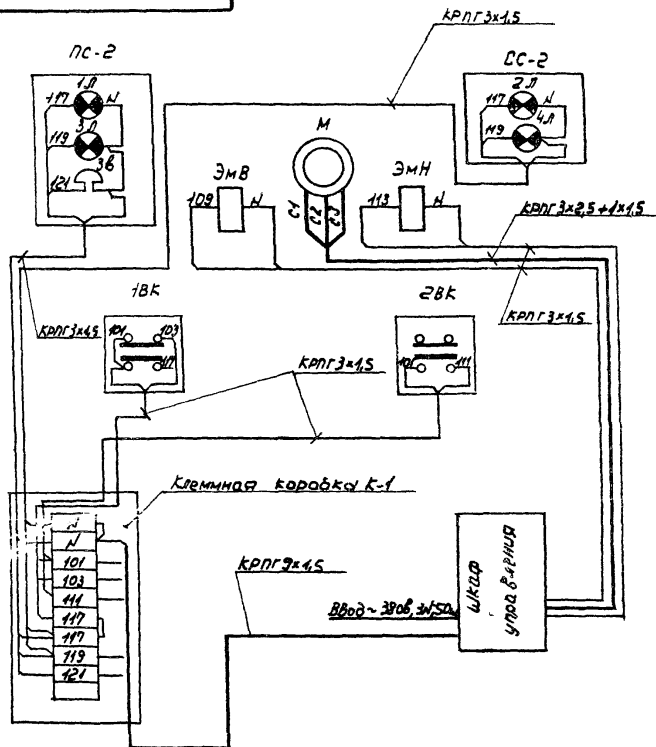 КРПГ 3×1,5
ПС-2
СС-2
1Л
117
N
3Л
119
Зв
121
М
2Л
117
N
4Л
119
ЭмВ
109
N
С1
С2
С3
ЭмН
113
N
КРПГ 3×2,5+1×1,5
КРПГ 3×1,5
КРПГ 3×1,5
1ВК
101
103
117
2ВК
101
111
КРПГ 3×1,5
Клеммная коробка К-1
N
N
101
103
111
117
117
119
121
КРПГ 9×1,5
Ввод ~ 380в, 3N, 50
Шкаф
управления